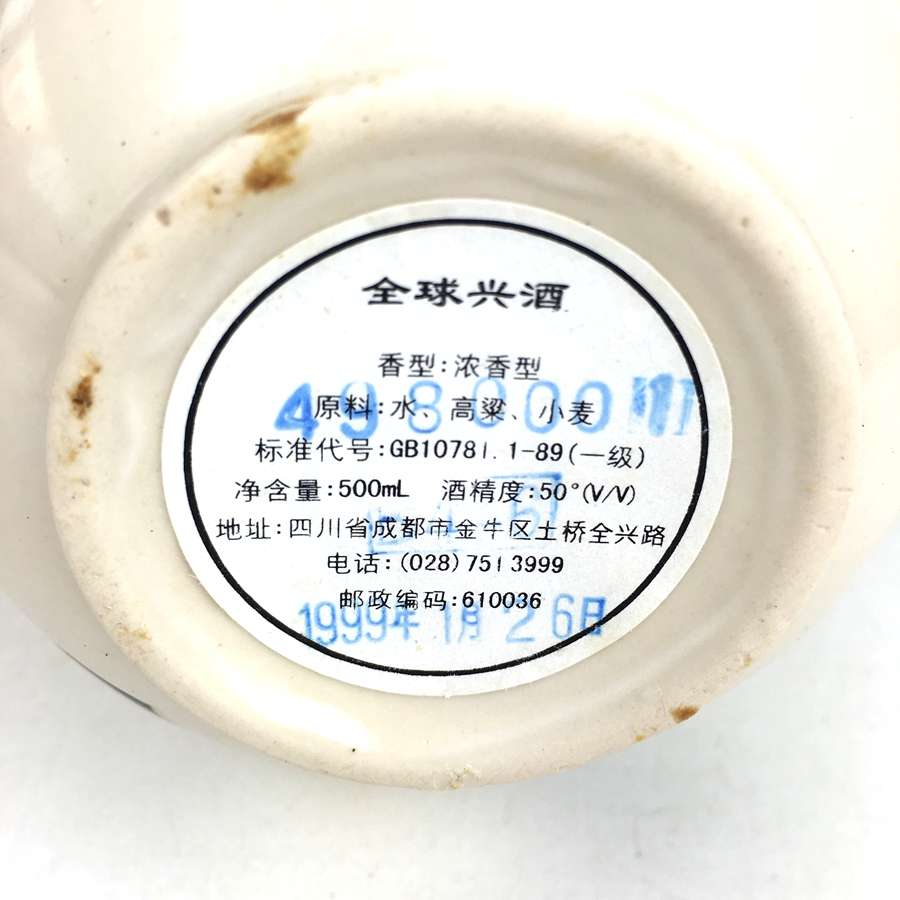 全球兴酒
香型:浓香型
498000
原料:水、高粱、小麦
标准代号:GB10781.1-89(一级)
净含量:500mL 酒精度:50°(V/V)
地址:四川省成都市金牛区土桥全兴路
电话:(028)7513999
邮政编码:610036
1999年1月26日